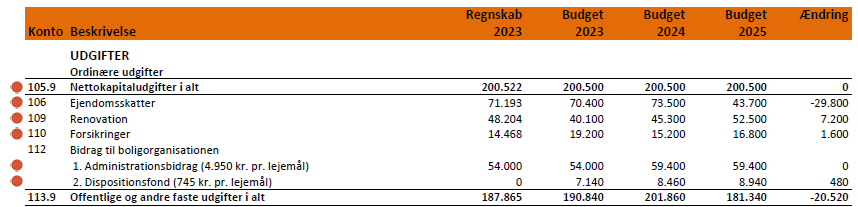 Regnskab Budget Budget Budget Ændring
Konto Beskrivelse 2023 2023 2024 2025
UDGIFTER
Ordinære udgifter
105.9 Nettokapitaludgifter i alt 200.522 200.500 200.500 200.500 0
106 Ejendomsskatter 71.193 70.400 73.500 43.700 -29.800
109 Renovation 48.204 40.100 45.300 52.500 7.200
110 Forsikringer 14.468 19.200 15.200 16.800 1.600
112 Bidrag til boligorganisationen
1. Administrationsbidrag (4.950 kr. pr. lejemål) 54.000 54.000 59.400 59.400 0
2. Dispositionsfond (745 kr. pr. lejemål) 0 7.140 8.460 8.940 480
113.9 Offentlige og andre faste udgifter i alt 187.865 190.840 201.860 181.340 -20.520